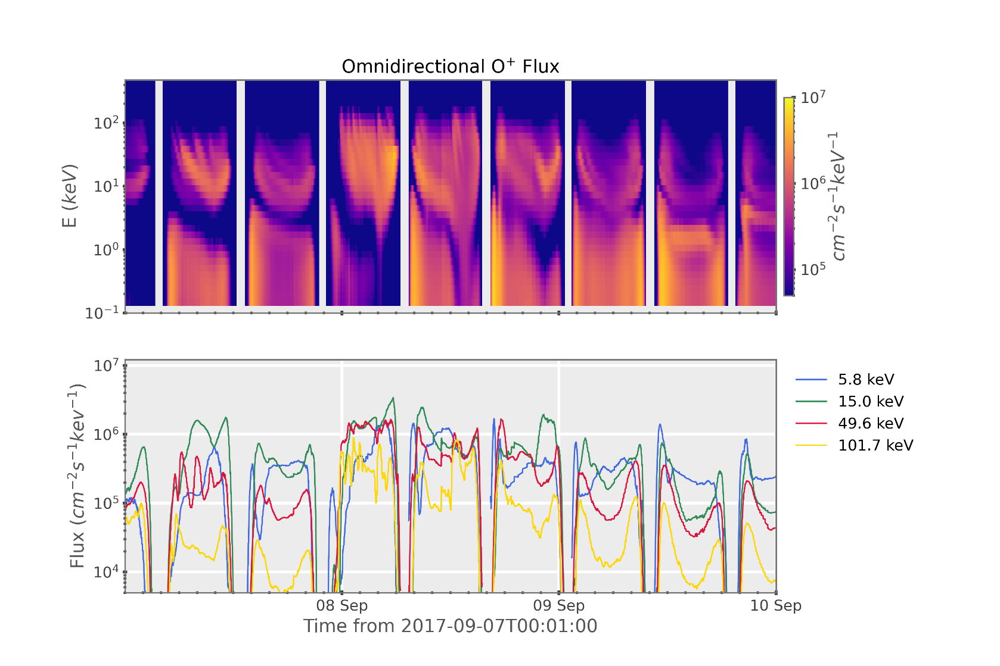 Omnidirectional O⁺ Flux
E (keV)
10²
10¹
10⁰
10⁻¹
10⁷
10⁶
10⁵
cm⁻²s⁻¹keV⁻¹
Flux (cm⁻²s⁻¹kev⁻¹)
10⁷
10⁶
10⁵
10⁴
5.8 keV
15.0 keV
49.6 keV
101.7 keV
08 Sep 09 Sep 10 Sep
Time from 2017-09-07T00:01:00